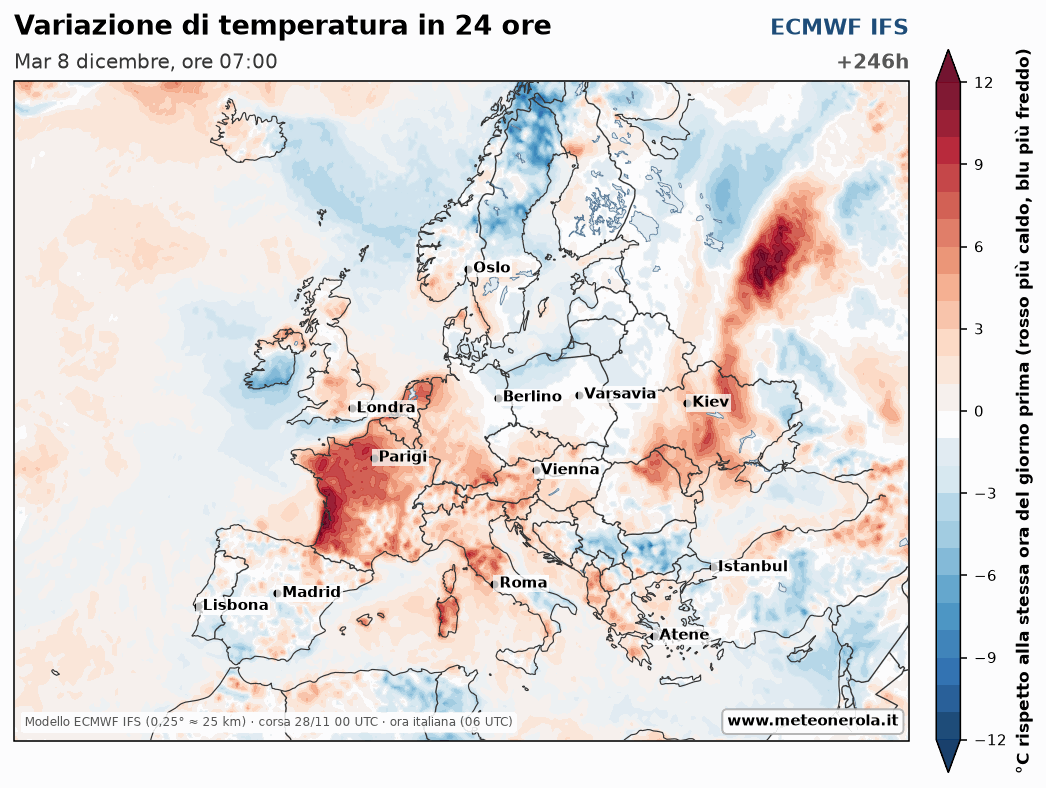 Variazione di temperatura in 24 ore
ECMWF IFS
Mar 8 dicembre, ore 07:00
+246h
Oslo
Londra
Berlino
Varsavia
Kiev
Parigi
Vienna
Istanbul
Roma
Madrid
Lisbona
Atene
Modello ECMWF IFS (0,25° ≈ 25 km) · corsa 28/11 00 UTC · ora italiana (06 UTC)
www.meteonerola.it
12
9
6
3
0
−3
−6
−9
−12
°C rispetto alla stessa ora del giorno prima (rosso più caldo, blu più freddo)